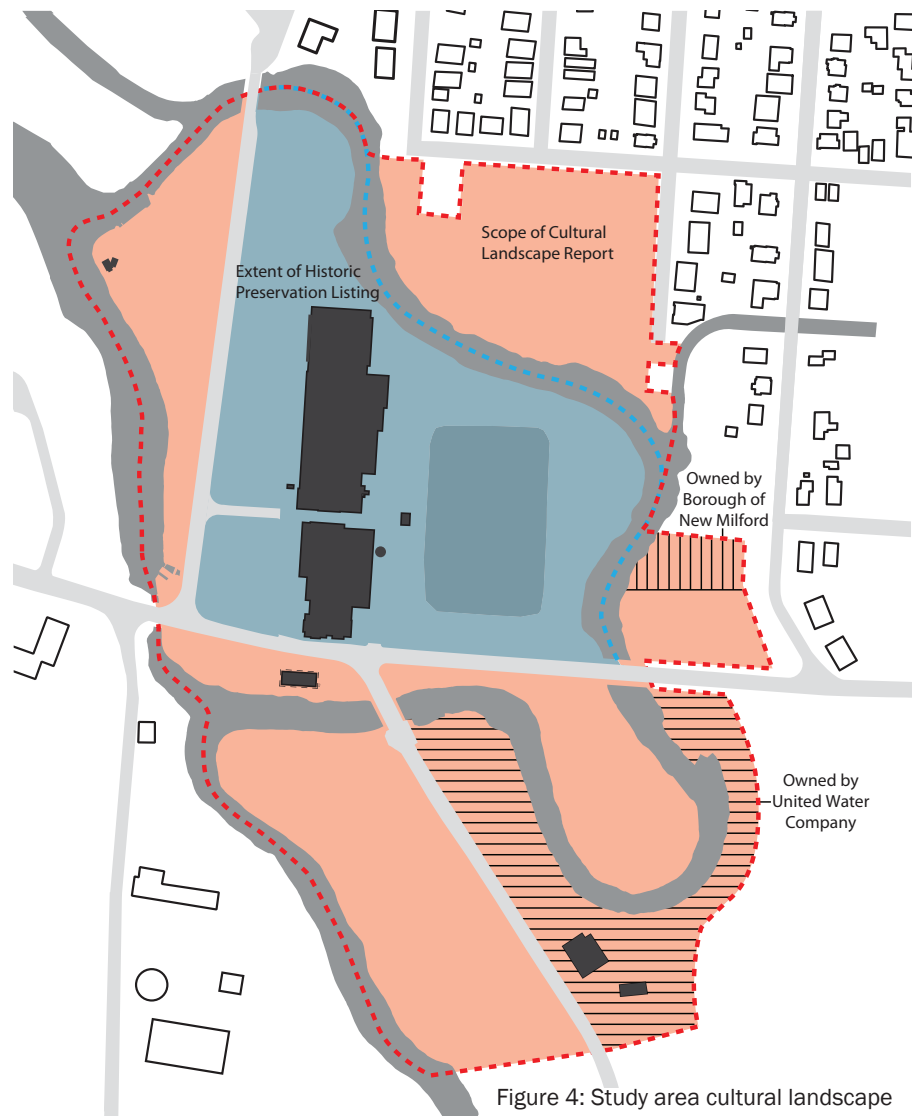 Scope of Cultural
Landscape Report
Extent of Historic
Preservation Listing
Owned by
Borough of
New Milford
Owned by
United Water
Company
Figure 4: Study area cultural landscape